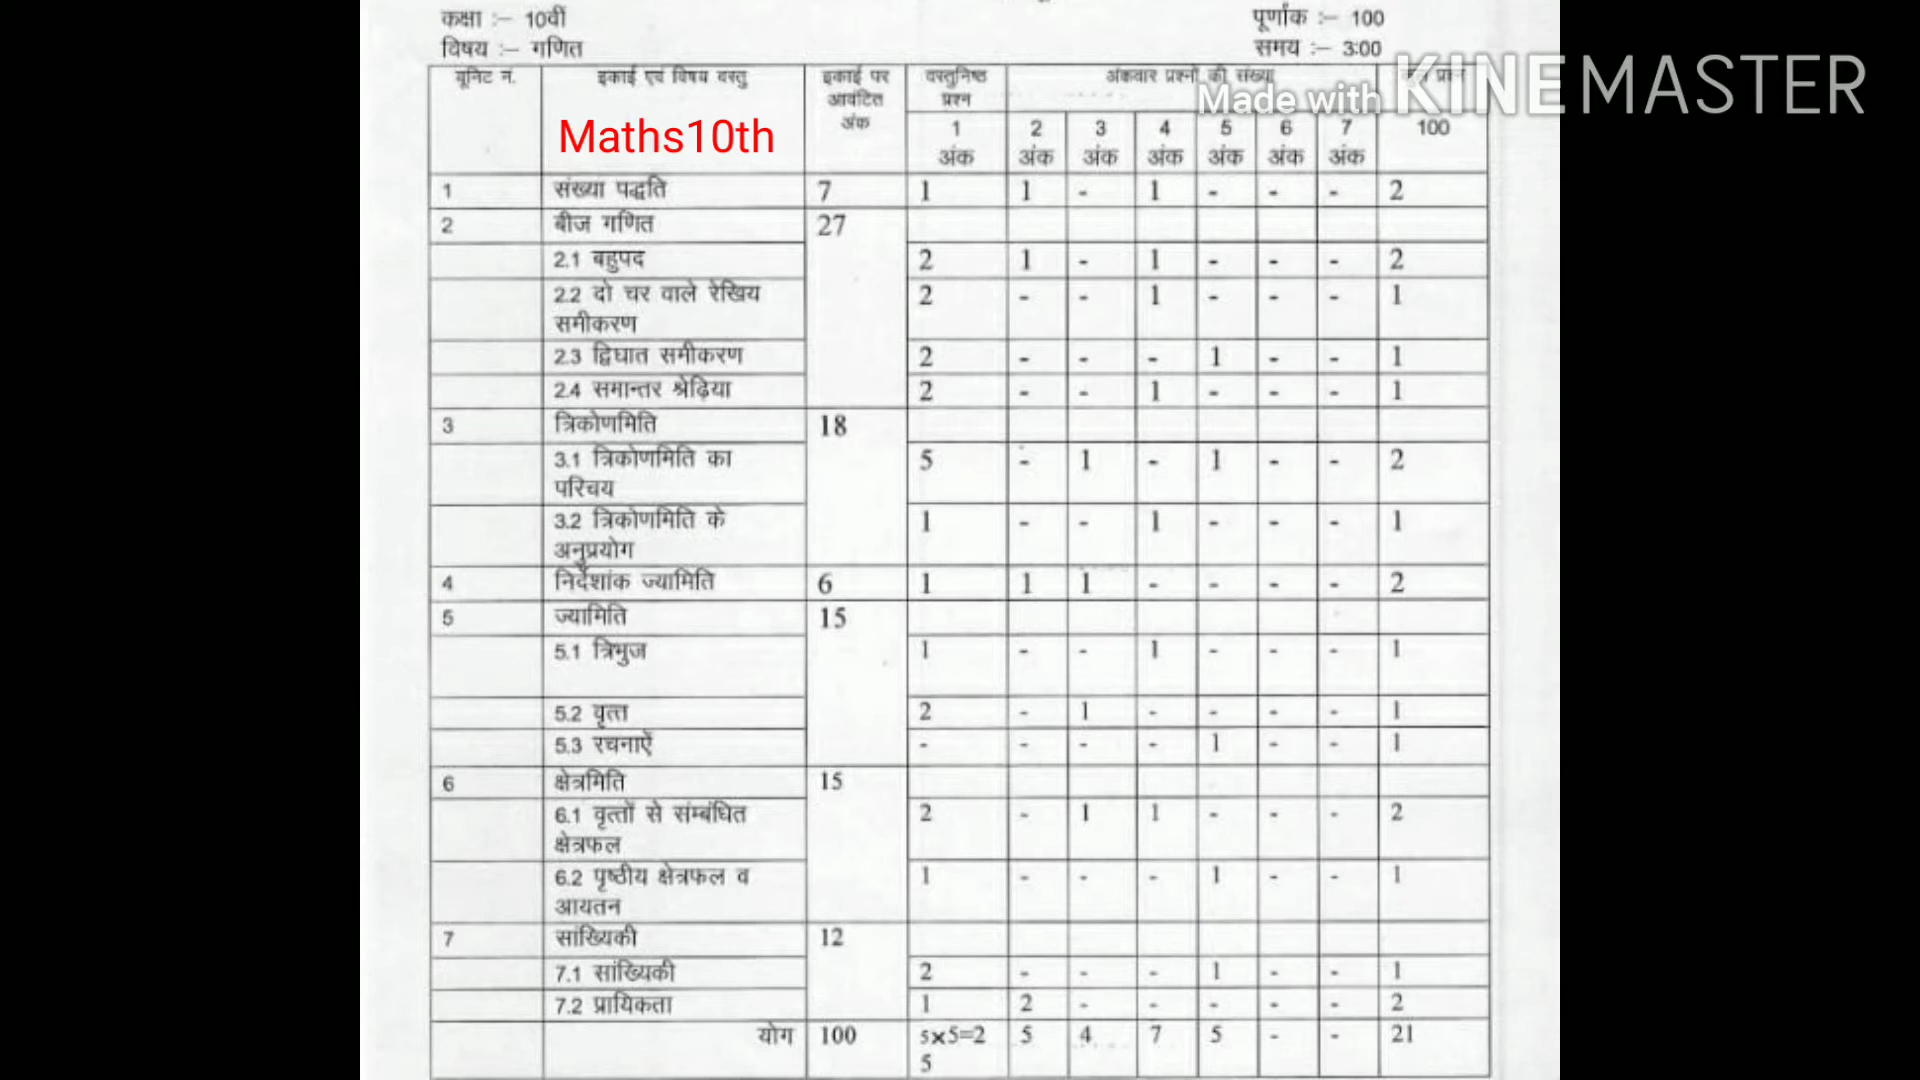 कक्षा :– 10वीं पूर्णांक :– 100
विषय :– गणित समय :– 3:00
यूनिट नं. इकाई एवं विषय वस्तु इकाई पर आवंटित अंक वस्तुनिष्ठ प्रश्न अंकवार प्रश्नों की संख्या प्रश्न
Made with KINEMASTER
Maths10th
1 अंक 2 अंक 3 अंक 4 अंक 5 अंक 6 अंक 7 अंक 100
1 संख्या पद्धति 7 1 1 - 1 - - - 2
2 बीज गणित 27
2.1 बहुपद 2 1 - 1 - - - 2
2.2 दो चर वाले रेखिय समीकरण 2 - - 1 - - - 1
2.3 द्विघात समीकरण 2 - - - 1 - - 1
2.4 समान्तर श्रेढ़िया 2 - - 1 - - - 1
3 त्रिकोणमिति 18
3.1 त्रिकोणमिति का परिचय 5 - 1 - 1 - - 2
3.2 त्रिकोणमिति के अनुप्रयोग 1 - - 1 - - - 1
4 निर्देशांक ज्यामिति 6 1 1 1 - - - - 2
5 ज्यामिति 15
5.1 त्रिभुज 1 - - 1 - - - 1
5.2 वृत्त 2 - 1 - - - - 1
5.3 रचनाऐं - - - - 1 - - 1
6 क्षेत्रमिति 15
6.1 वृत्तों से संम्बंधित क्षेत्रफल 2 - 1 1 - - - 2
6.2 पृष्ठीय क्षेत्रफल व आयतन 1 - - - 1 - - 1
7 सांख्यिकी 12
7.1 सांख्यिकी 2 - - - 1 - - 1
7.2 प्रायिकता 1 2 - - - - - 2
योग 100 5×5=25 5 4 7 5 - - 21